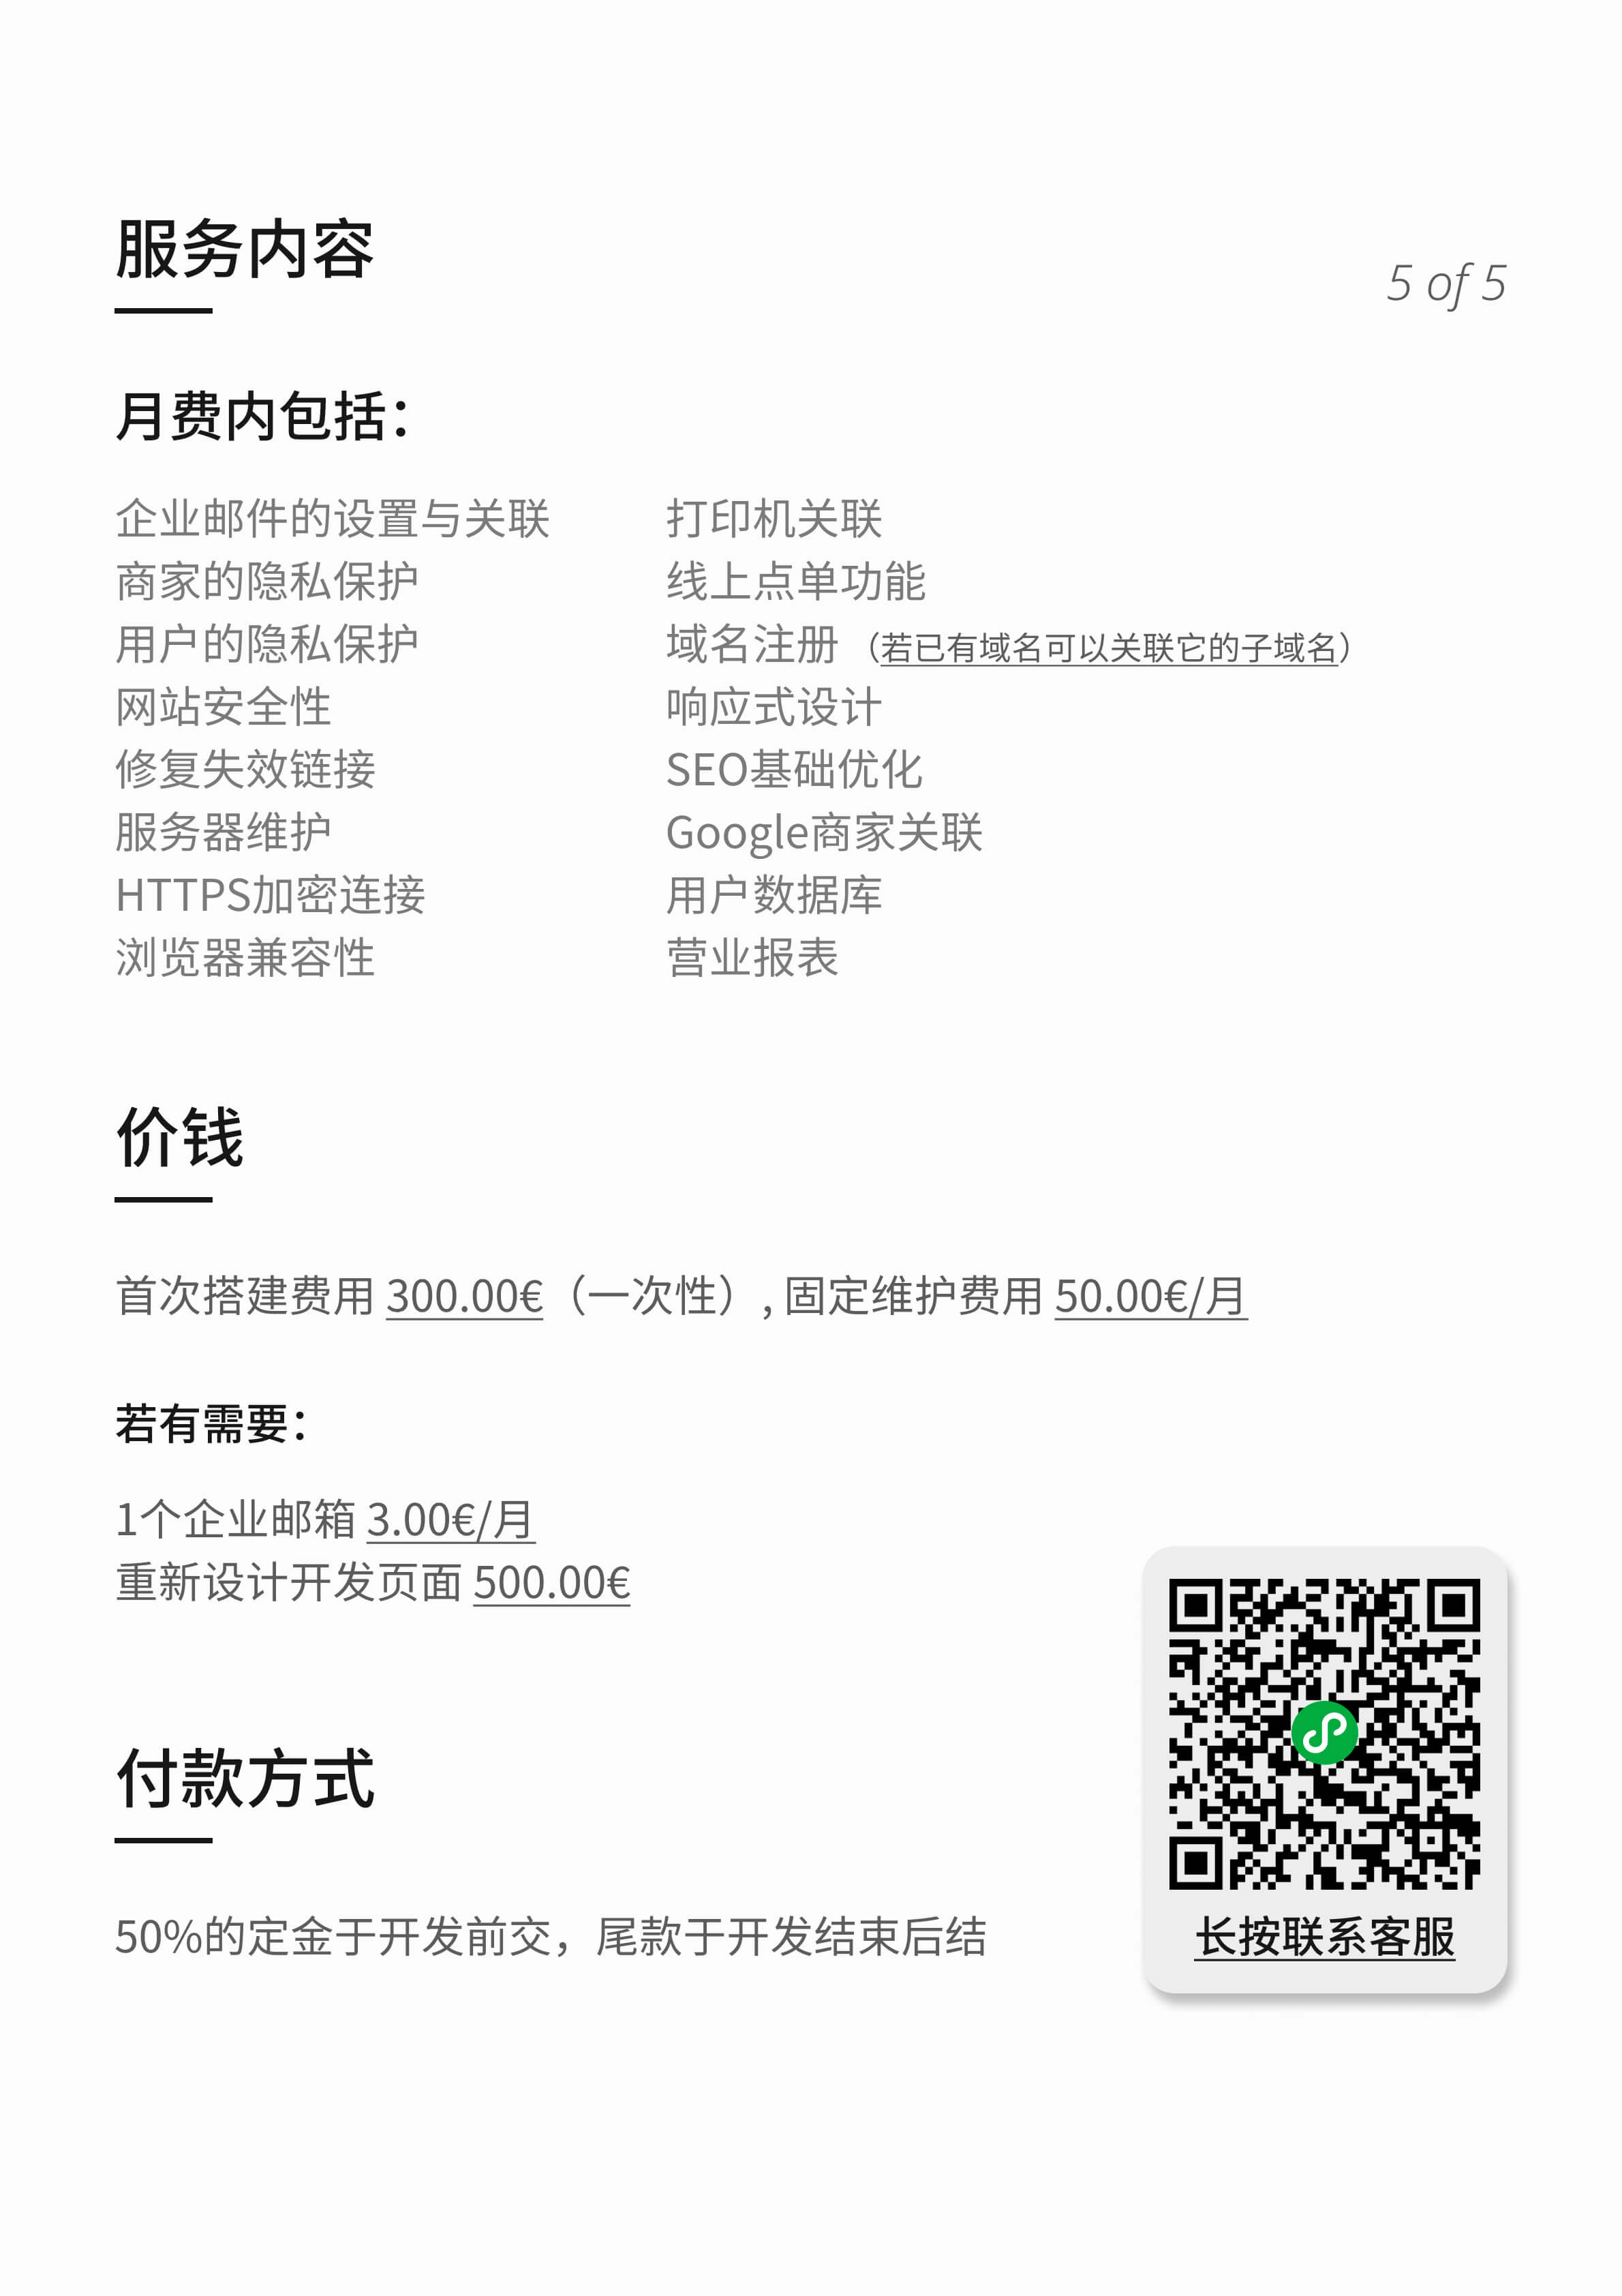 服务内容
5 of 5
月费内包括：
企业邮件的设置与关联
商家的隐私保护
用户的隐私保护
网站安全性
修复失效链接
服务器维护
HTTPS加密连接
浏览器兼容性
打印机关联
线上点单功能
域名注册（若已有域名可以关联它的子域名）
响应式设计
SEO基础优化
Google商家关联
用户数据库
营业报表
价钱
首次搭建费用 300.00€（一次性）, 固定维护费用 50.00€/月
若有需要：
1个企业邮箱 3.00€/月
重新设计开发页面 500.00€
付款方式
50%的定金于开发前交，尾款于开发结束后结
长按联系客服